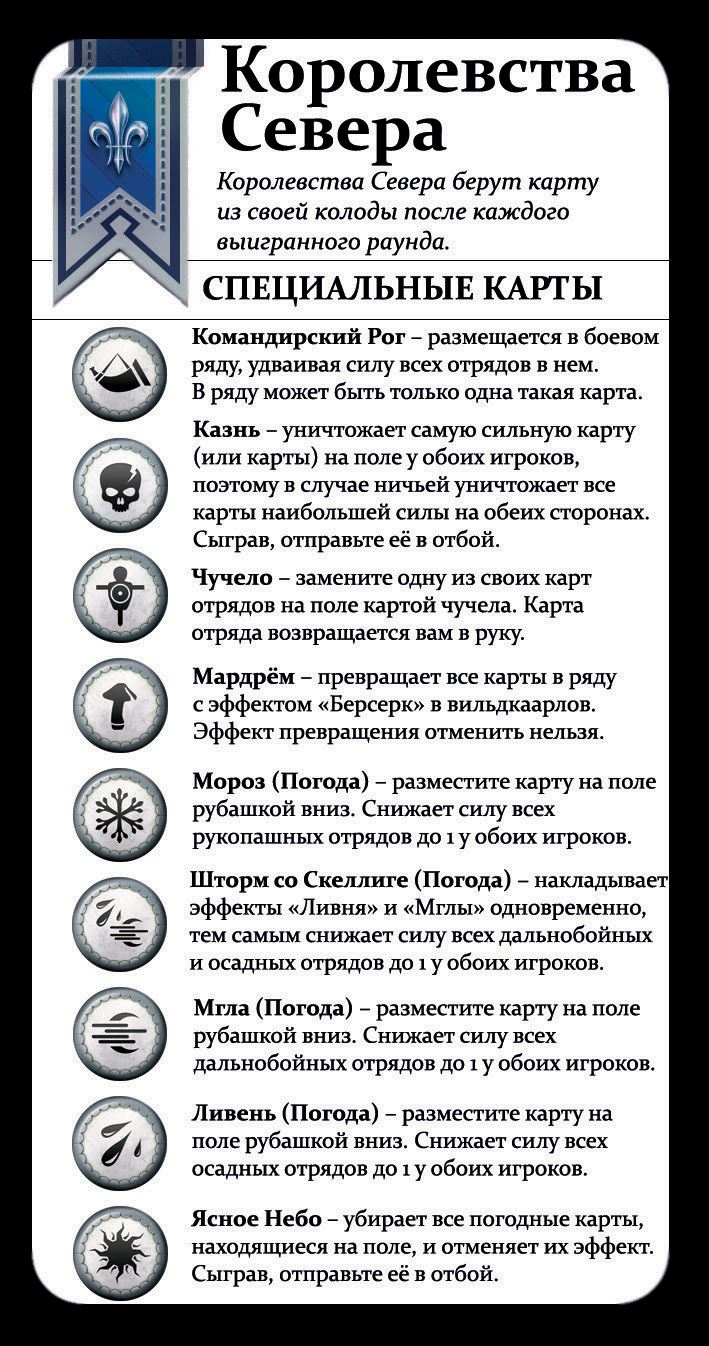 Королевства
Севера
Королевства Севера берут карту
из своей колоды после каждого
выигранного раунда.
СПЕЦИАЛЬНЫЕ КАРТЫ
Командирский Рог – размещается в боевом
ряду, удваивая силу всех отрядов в нем.
В ряду может быть только одна такая карта.
Казнь – уничтожает самую сильную карту
(или карты) на поле у обоих игроков,
поэтому в случае ничьей уничтожает все
карты наибольшей силы на обеих сторонах.
Сыграв, отправьте её в отбой.
Чучело – замените одну из своих карт
отрядов на поле картой чучела. Карта
отряда возвращается вам в руку.
Мардрём – превращает все карты в ряду
с эффектом «Берсерк» в вильдкаарлов.
Эффект превращения отменить нельзя.
Мороз (Погода) – разместите карту на поле
рубашкой вниз. Снижает силу всех
рукопашных отрядов до 1 у обоих игроков.
Шторм со Скеллиге (Погода) – накладывает
эффекты «Ливня» и «Мглы» одновременно,
тем самым снижает силу всех дальнобойных
и осадных отрядов до 1 у обоих игроков.
Мгла (Погода) – разместите карту на поле
рубашкой вниз. Снижает силу всех
дальнобойных отрядов до 1 у обоих игроков.
Ливень (Погода) – разместите карту на
поле рубашкой вниз. Снижает силу всех
осадных отрядов до 1 у обоих игроков.
Ясное Небо – убирает все погодные карты,
находящиеся на поле, и отменяет их эффект.
Сыграв, отправьте её в отбой.